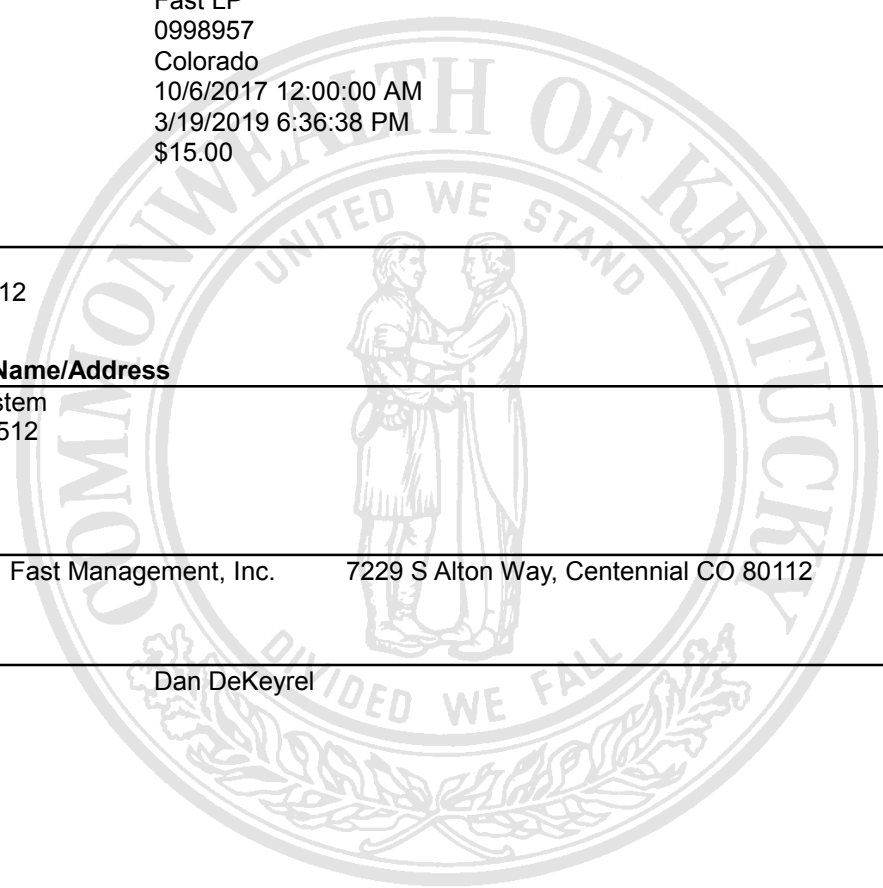 Fast LP
0998957
Colorado
10/6/2017 12:00:00 AM
3/19/2019 6:36:38 PM
$15.00
COMMONWEALTH OF KENTUCKY
UNITED WE STAND
12
Name/Address
stem
512
Fast Management, Inc. 7229 S Alton Way, Centennial CO 80112
Dan DeKeyrel
DIVIDED WE FALL